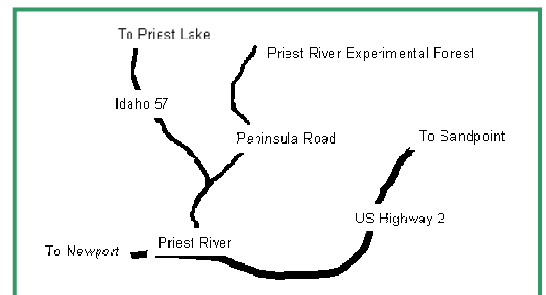 To Priest Lake
Priest River Experimental Forest
Idaho 57
Peninsula Road
To Sandpoint
US Highway 2
Priest River
To Newport